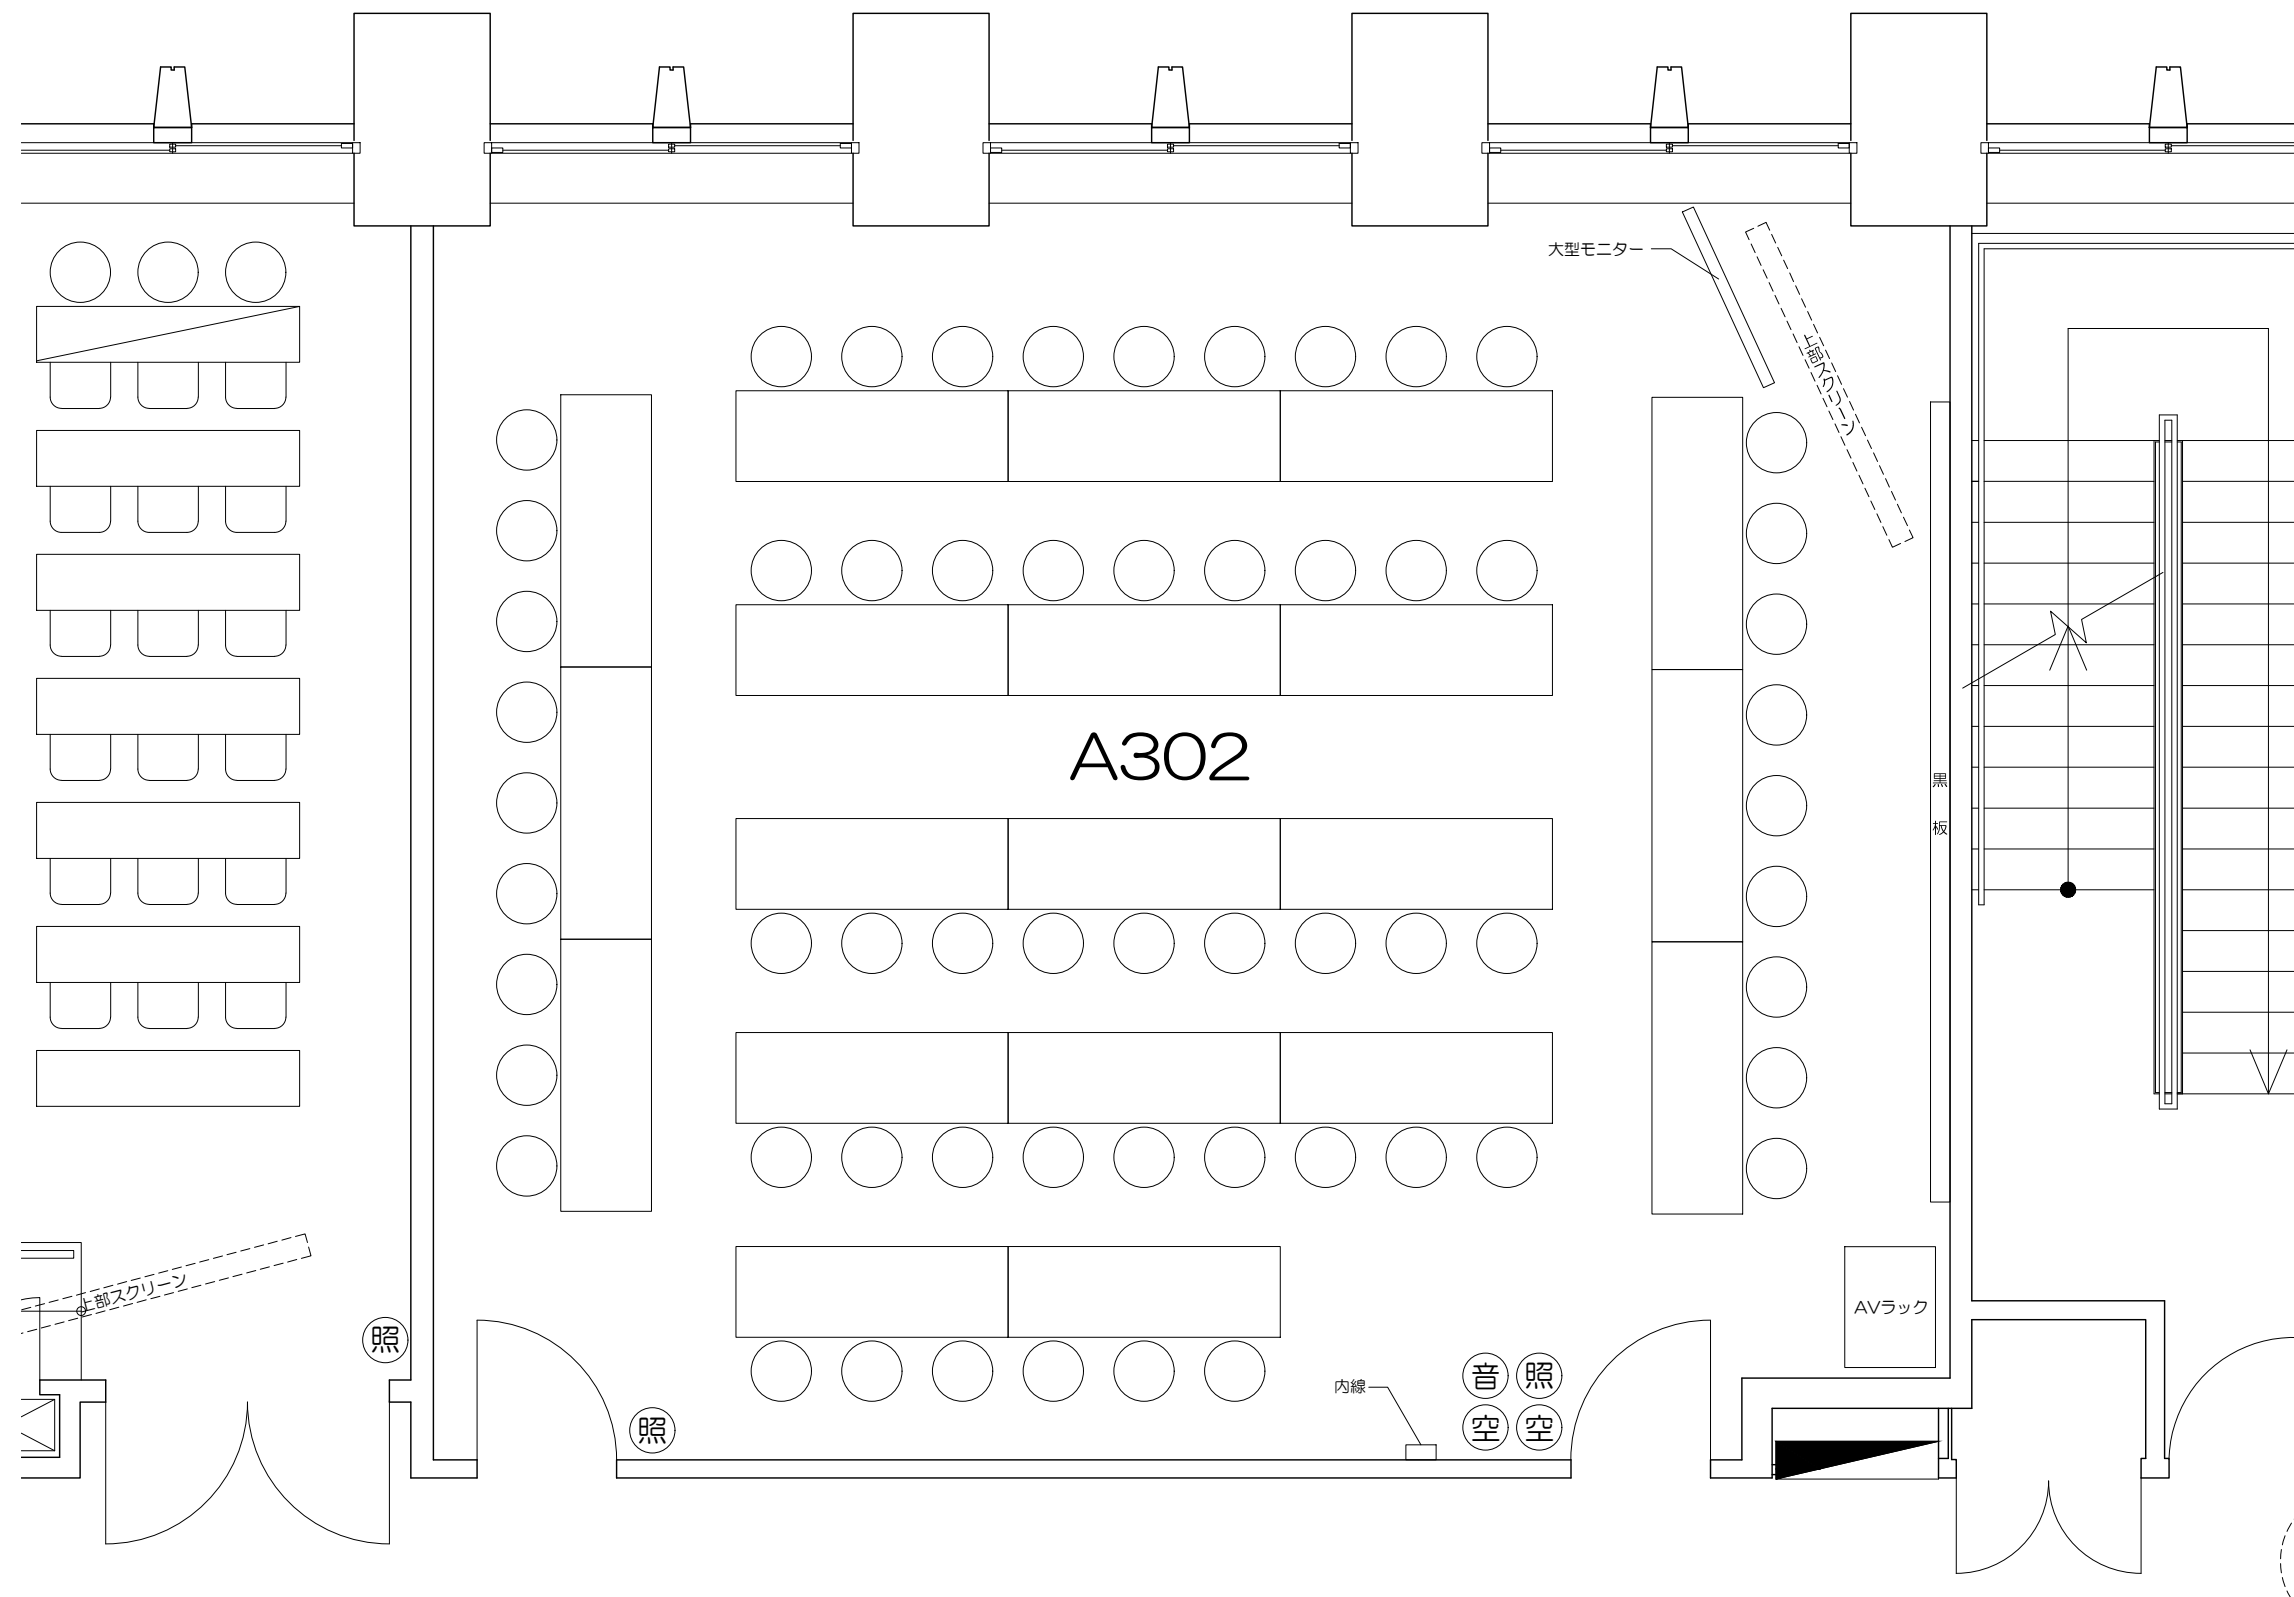 大型モニター
上部スクリーン
A302
黒板
上部スクリーン
AVラック
照
内線
音 照
空 空
照